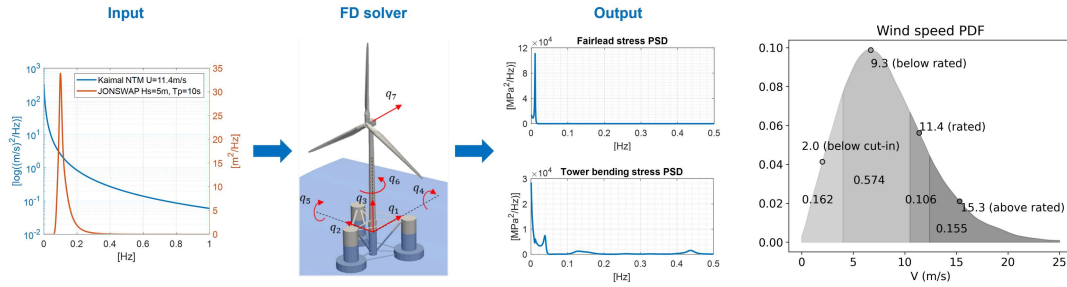 Input
FD solver
Output
Kaimal NTM U=11.4m/s
JONSWAP Hs=5m, Tp=10s
[log((m/s)²/Hz)]
10³
10²
10¹
10⁰
10⁻¹
10⁻²
35
30
25
20
15
10
5
0
[m²/Hz]
0 0.2 0.4 0.6 0.8 1
[Hz]
q₇
q₆
q₄
q₅
q₃
q₁
q₂
Fairlead stress PSD
×10⁴
[MPa²/Hz)]
12
8
4
0
0 0.1 0.2 0.3 0.4 0.5
[Hz]
Tower bending stress PSD
×10⁴
[MPa²/Hz)]
3
2
1
0
0 0.1 0.2 0.3 0.4 0.5
[Hz]
Wind speed PDF
0.10
0.08
0.06
0.04
0.02
0.00
9.3 (below rated)
11.4 (rated)
2.0 (below cut-in)
0.574
0.162
0.106
15.3 (above rated)
0.155
0 5 10 15 20 25
V (m/s)